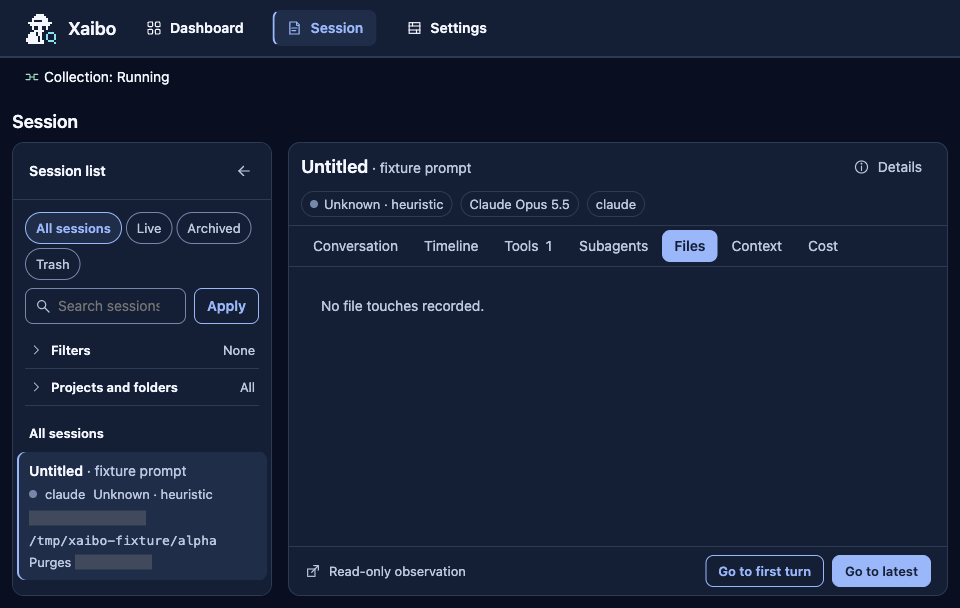 Xaibo Dashboard Session Settings
Collection: Running
Session
Session list
All sessions Live Archived
Trash
Search sessions Apply
Filters None
Projects and folders All
All sessions
Untitled · fixture prompt
claude Unknown · heuristic
/tmp/xaibo-fixture/alpha
Purges
Untitled · fixture prompt Details
Unknown · heuristic Claude Opus 5.5 claude
Conversation Timeline Tools 1 Subagents Files Context Cost
No file touches recorded.
Read-only observation Go to first turn Go to latest